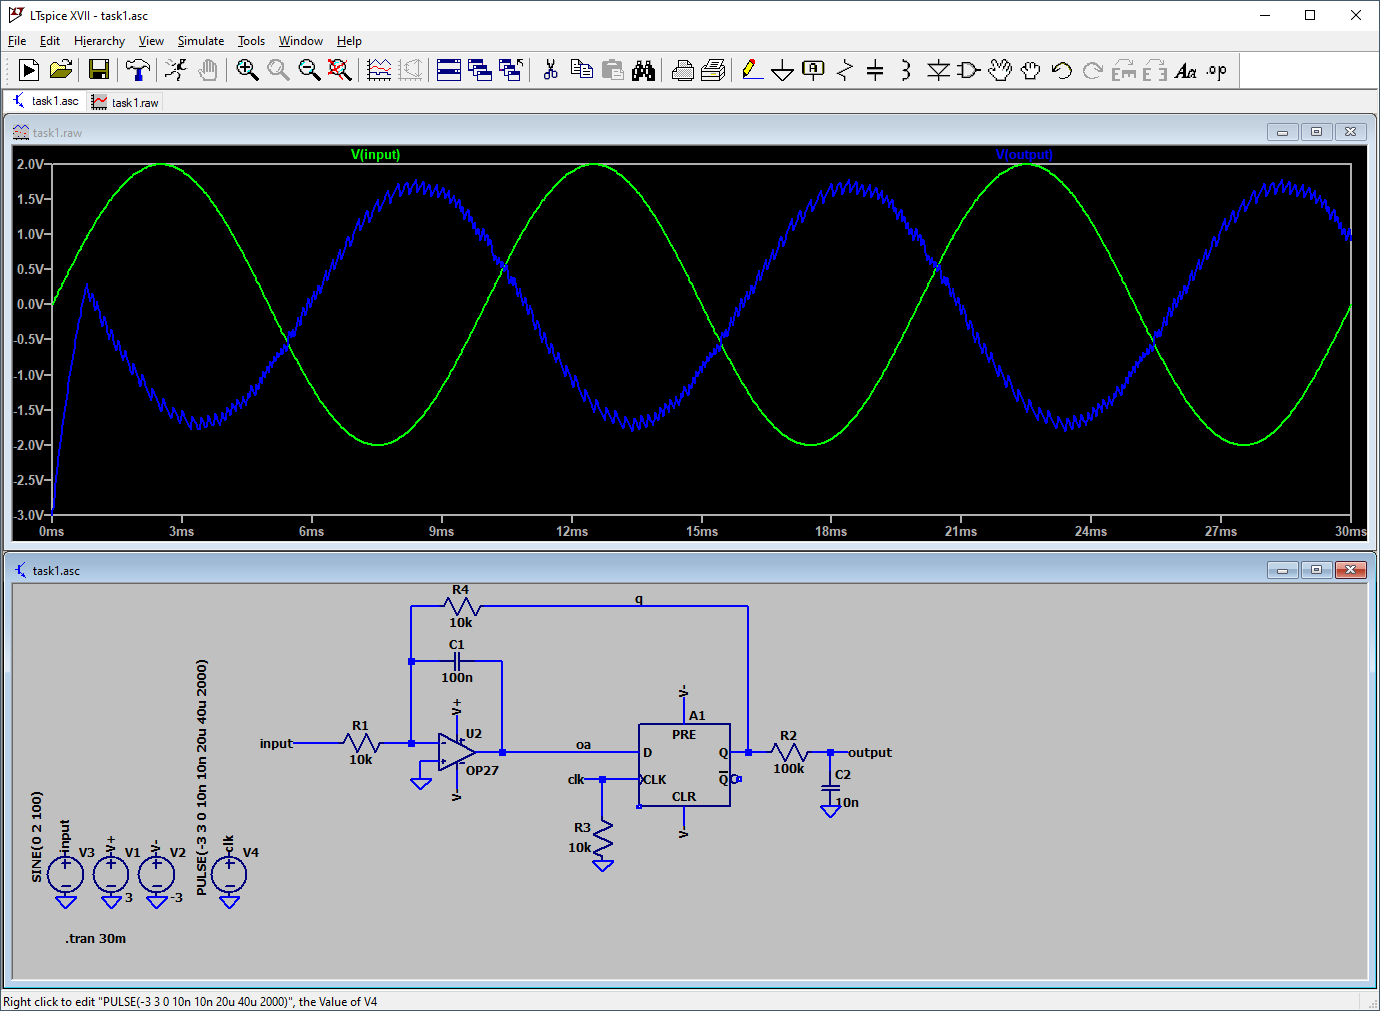 LTspice XVII - task1.asc
File Edit Hierarchy View Simulate Tools Window Help
A Aa .op
task1.asc task1.raw
task1.raw
V(input) V(output)
2.0V
1.5V
1.0V
0.5V
0.0V
-0.5V
-1.0V
-1.5V
-2.0V
-2.5V
-3.0V
0ms 3ms 6ms 9ms 12ms 15ms 18ms 21ms 24ms 27ms 30ms
task1.asc
R4
10k
q
C1
100n
V+
U2
OP27
V-
input
R1
10k
oa
V-
A1
PRE
D
Q
CLK
Q
CLR
V-
clk
R3
10k
R2
100k
output
C2
10n
SINE(0 2 100)
input
V3
V+
V1
3
V-
V2
-3
PULSE(-3 3 0 10n 10n 20u 40u 2000)
clk
V4
.tran 30m
Right click to edit "PULSE(-3 3 0 10n 10n 20u 40u 2000)", the Value of V4